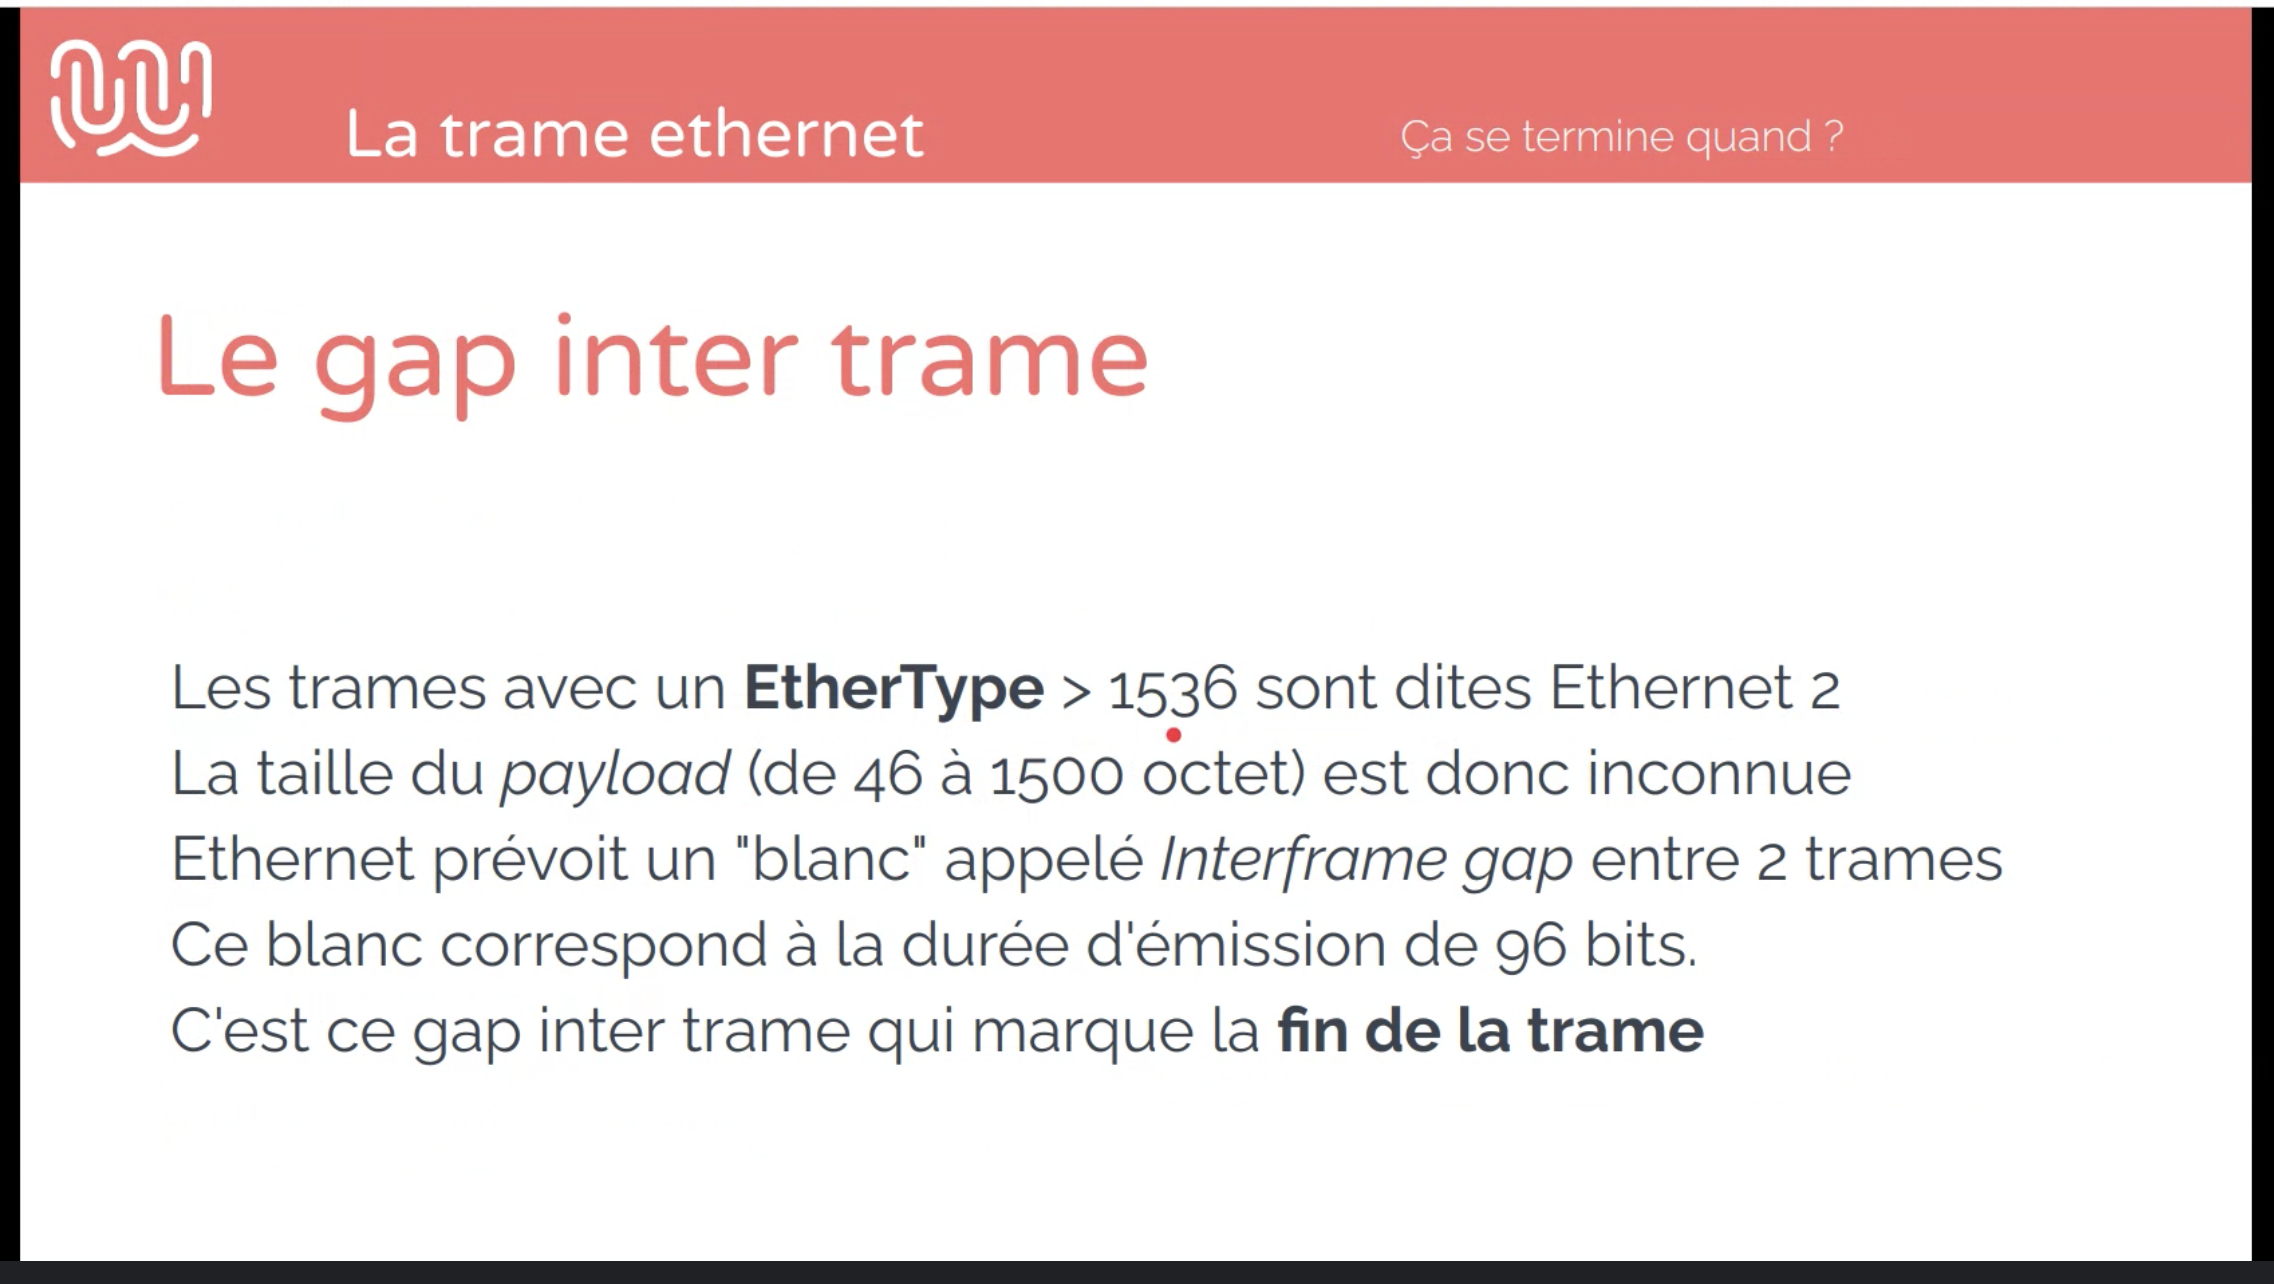 La trame ethernet
Ça se termine quand ?
Le gap inter trame
Les trames avec un EtherType > 1536 sont dites Ethernet 2
La taille du payload (de 46 à 1500 octet) est donc inconnue
Ethernet prévoit un "blanc" appelé Interframe gap entre 2 trames
Ce blanc correspond à la durée d'émission de 96 bits.
C'est ce gap inter trame qui marque la fin de la trame